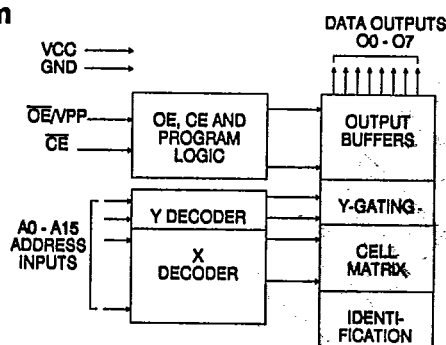 m
DATA OUTPUTS
O0 - O7
VCC
GND
OE/VPP
CE
OE, CE AND
PROGRAM
LOGIC
OUTPUT
BUFFERS
A0 - A15
ADDRESS
INPUTS
Y DECODER
X
DECODER
Y-GATING
CELL
MATRIX
IDENTI-
FICATION